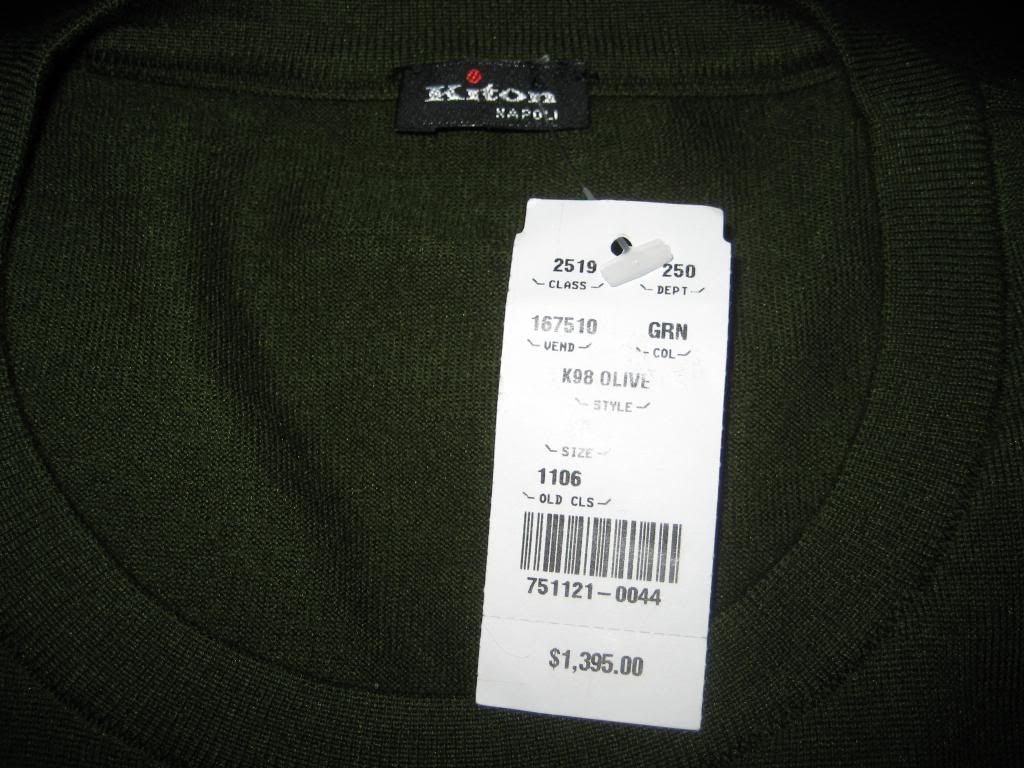 Kiton
NAPOLI
2519 250
CLASS DEPT
167510 GRN
VEND COL
K98 OLIVE
STYLE
SIZE
1106
OLD CLS
751121-0044
$1,395.00